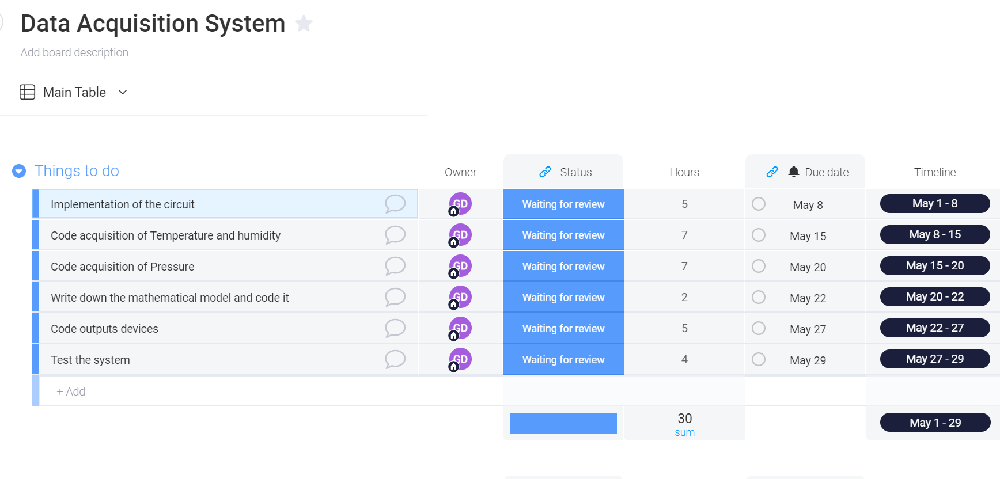 Data Acquisition System
Add board description
Main Table
Things to do Owner Status Hours Due date Timeline
Implementation of the circuit GD Waiting for review 5 May 8 May 1 - 8
Code acquisition of Temperature and humidity GD Waiting for review 7 May 15 May 8 - 15
Code acquisition of Pressure GD Waiting for review 7 May 20 May 15 - 20
Write down the mathematical model and code it GD Waiting for review 2 May 22 May 20 - 22
Code outputs devices GD Waiting for review 5 May 27 May 22 - 27
Test the system GD Waiting for review 4 May 29 May 27 - 29
+ Add
30 May 1 - 29
sum